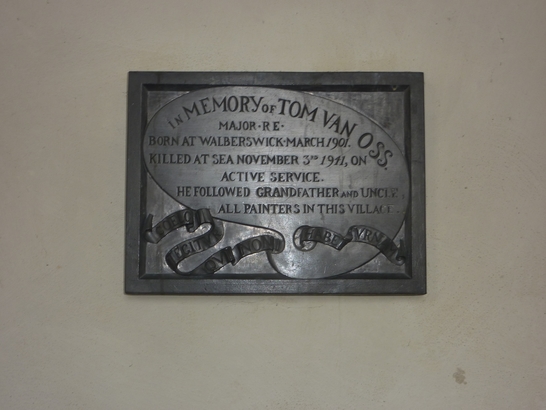 IN MEMORY OF TOM VAN OSS.
MAJOR·R·E·
BORN AT WALBERSWICK·MARCH 1901.
KILLED AT SEA NOVEMBER 3RD 1941, ON
ACTIVE SERVICE.
HE FOLLOWED GRANDFATHER AND UNCLE,
ALL PAINTERS IN THIS VILLAGE.